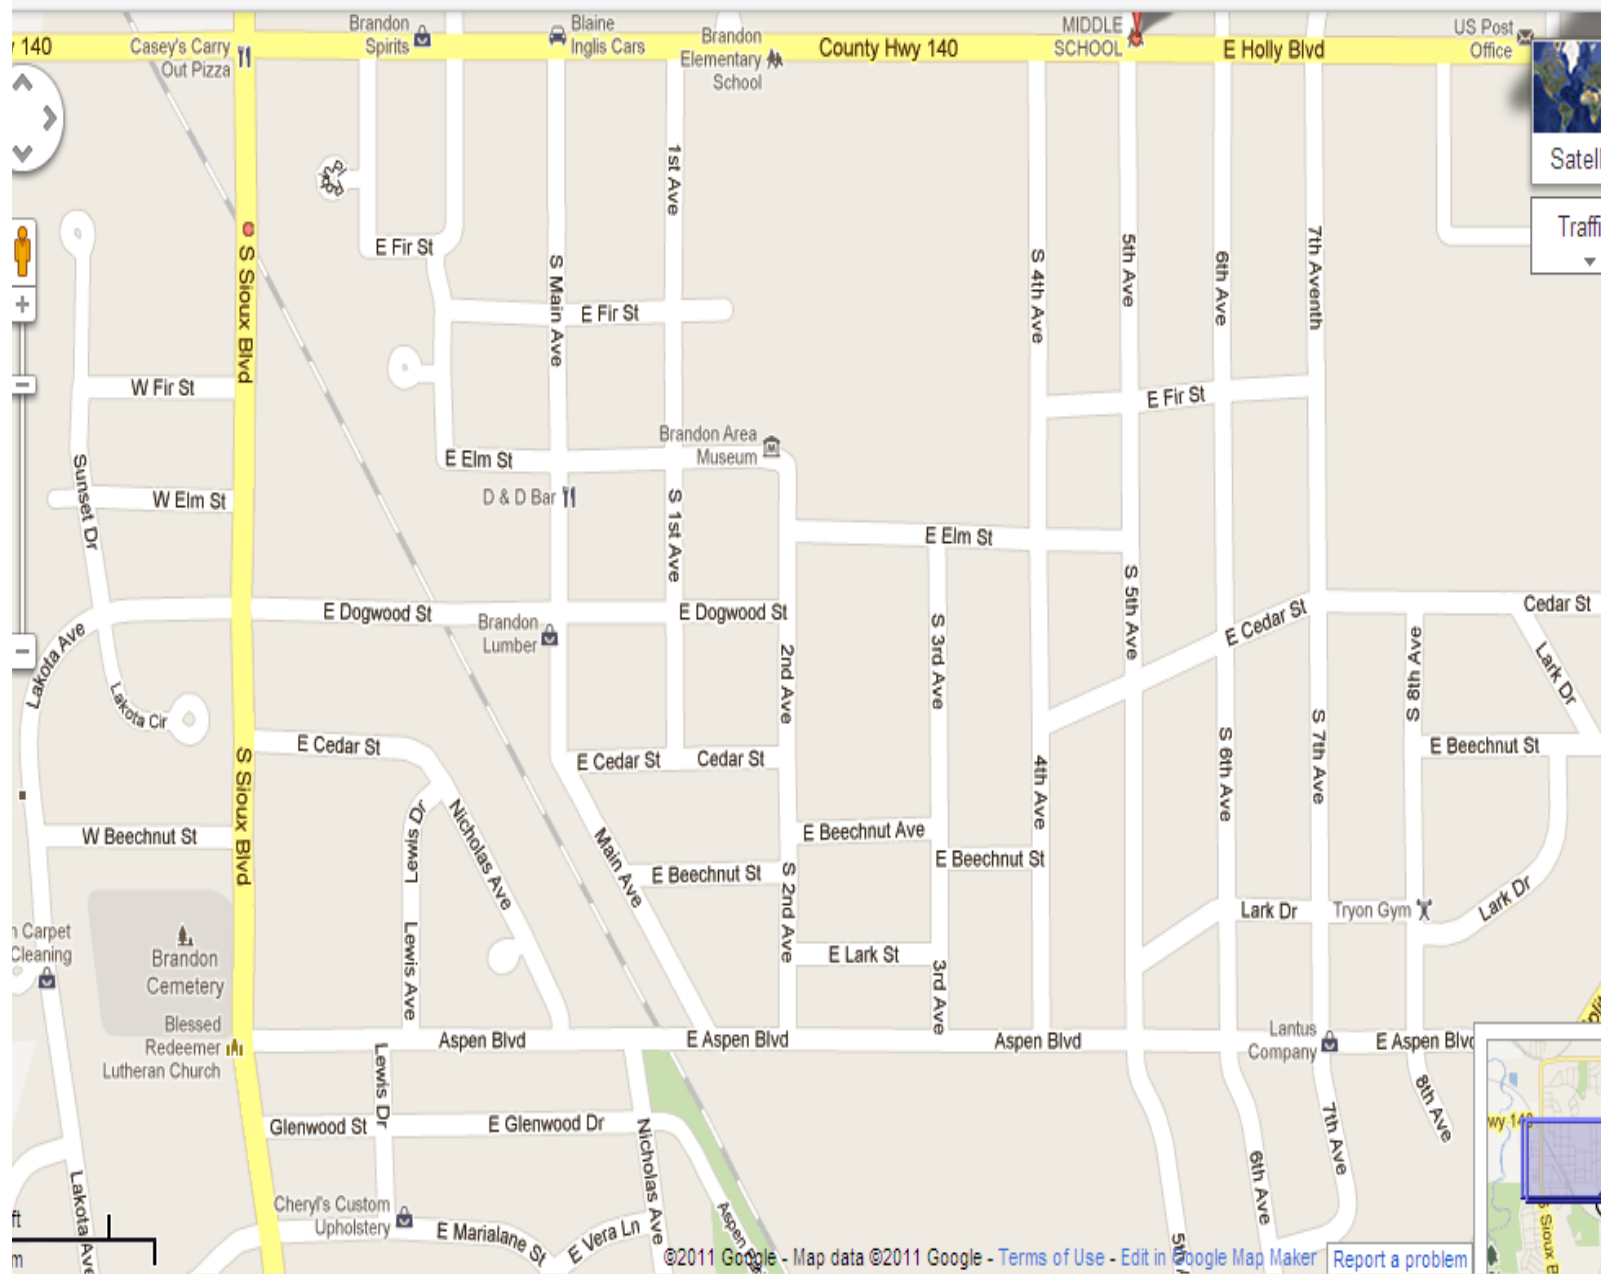 140
Casey's Carry
Out Pizza
Brandon
Spirits
Blaine
Inglis Cars
Brandon
Elementary
School
County Hwy 140
MIDDLE
SCHOOL
E Holly Blvd
US Post
Office
1st Ave
S Sioux Blvd
E Fir St
S Main Ave
E Fir St
S 4th Ave
5th Ave
6th Ave
7th Aventh
W Fir St
E Fir St
Brandon Area
Museum
E Elm St
Sunset Dr
W Elm St
D & D Bar
S 1st Ave
E Elm St
S 5th Ave
E Dogwood St
Brandon
Lumber
E Dogwood St
2nd Ave
S 3rd Ave
E Cedar St
Cedar St
S 8th Ave
Lark Dr
Lakota Ave
Lakota Cir
E Cedar St
E Cedar St
Cedar St
4th Ave
S 6th Ave
S 7th Ave
E Beechnut St
S Sioux Blvd
Lewis Dr
Nicholas Ave
Main Ave
W Beechnut St
E Beechnut Ave
E Beechnut St
E Beechnut St
S 2nd Ave
Lark Dr
Tryon Gym
Lark Dr
Carpet
Cleaning
Brandon
Cemetery
Lewis Ave
E Lark St
3rd Ave
Blessed
Redeemer
Lutheran Church
Aspen Blvd
E Aspen Blvd
Aspen Blvd
Lantus
Company
E Aspen Blvd
Lewis Dr
8th Ave
Glenwood St
E Glenwood Dr
Nicholas Ave
7th Ave
6th Ave
Lakota Ave
Cheryl's Custom
Upholstery
E Marialane St
E Vera Ln
Aspen
5th
ft
m
©2011 Google - Map data ©2011 Google - Terms of Use - Edit in Google Map Maker
Report a problem
Sioux